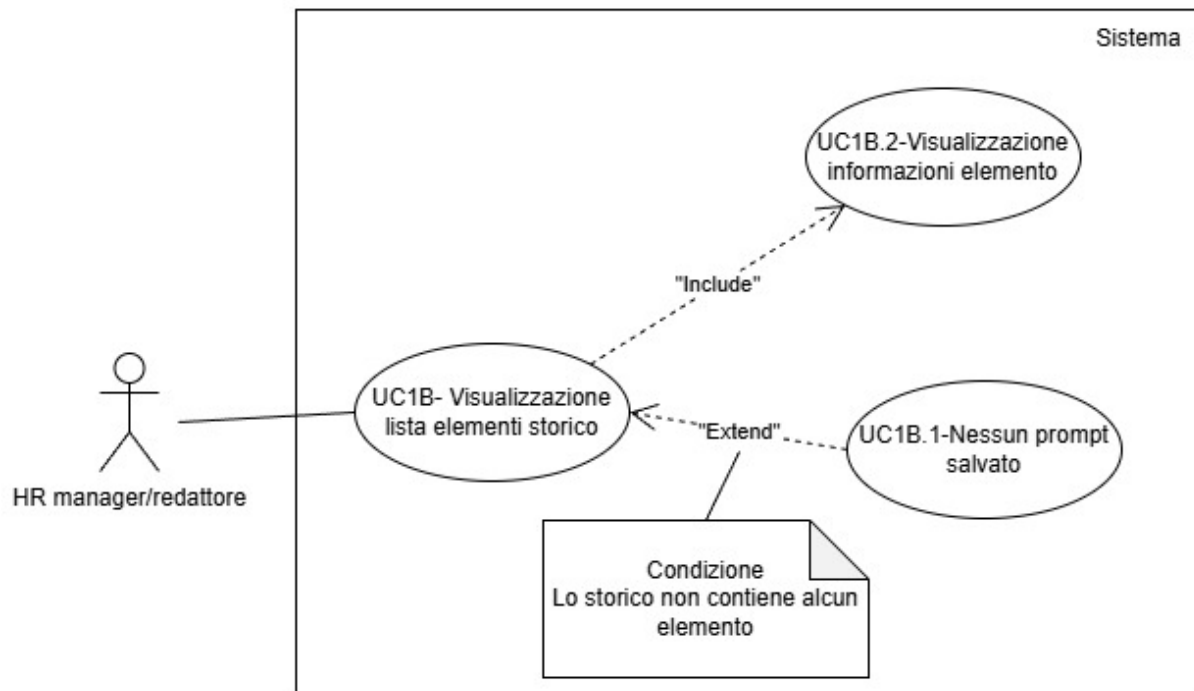 Sistema
UC1B.2-Visualizzazione
informazioni elemento
"Include"
UC1B- Visualizzazione
lista elementi storico
"Extend"
UC1B.1-Nessun prompt
salvato
HR manager/redattore
Condizione
Lo storico non contiene alcun
elemento